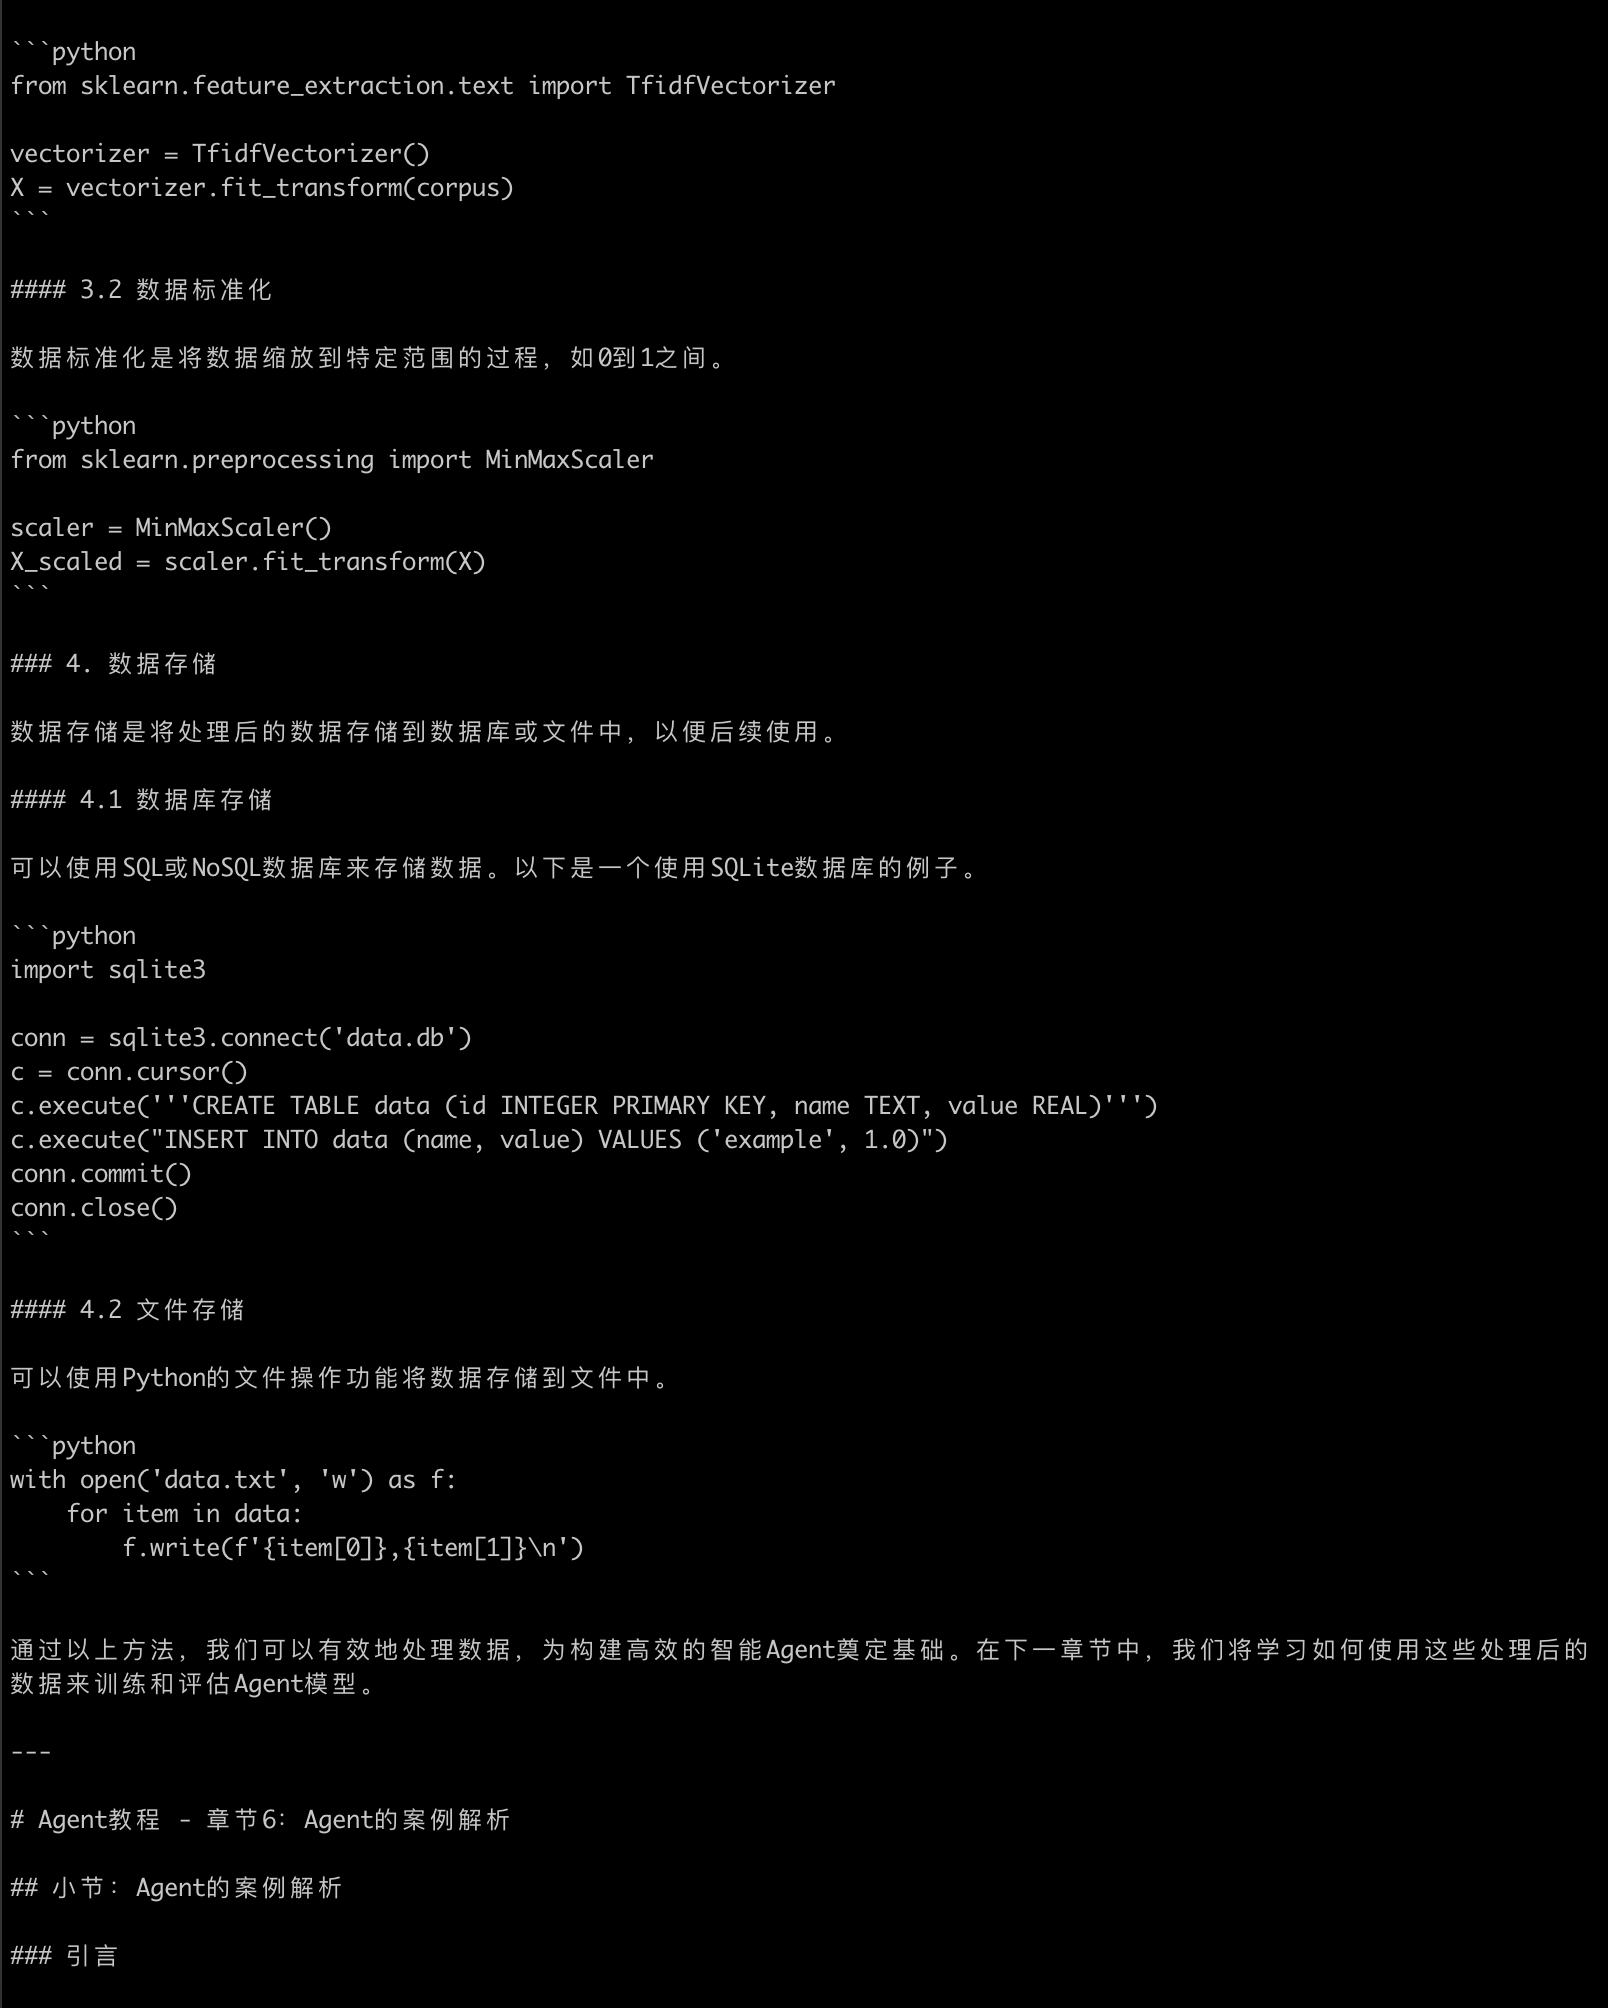 ```python
from sklearn.feature_extraction.text import TfidfVectorizer

vectorizer = TfidfVectorizer()
X = vectorizer.fit_transform(corpus)
```

#### 3.2 数据标准化

数据标准化是将数据缩放到特定范围的过程，如0到1之间。

```python
from sklearn.preprocessing import MinMaxScaler

scaler = MinMaxScaler()
X_scaled = scaler.fit_transform(X)
```

### 4. 数据存储

数据存储是将处理后的数据存储到数据库或文件中，以便后续使用。

#### 4.1 数据库存储

可以使用SQL或NoSQL数据库来存储数据。以下是一个使用SQLite数据库的例子。

```python
import sqlite3

conn = sqlite3.connect('data.db')
c = conn.cursor()
c.execute('''CREATE TABLE data (id INTEGER PRIMARY KEY, name TEXT, value REAL)''')
c.execute("INSERT INTO data (name, value) VALUES ('example', 1.0)")
conn.commit()
conn.close()
```

#### 4.2 文件存储

可以使用Python的文件操作功能将数据存储到文件中。

```python
with open('data.txt', 'w') as f:
    for item in data:
        f.write(f'{item[0]},{item[1]}\n')
```

通过以上方法，我们可以有效地处理数据，为构建高效的智能Agent奠定基础。在下一章节中，我们将学习如何使用这些处理后的
数据来训练和评估Agent模型。

---

# Agent教程 - 章节6：Agent的案例解析

## 小节：Agent的案例解析

### 引言